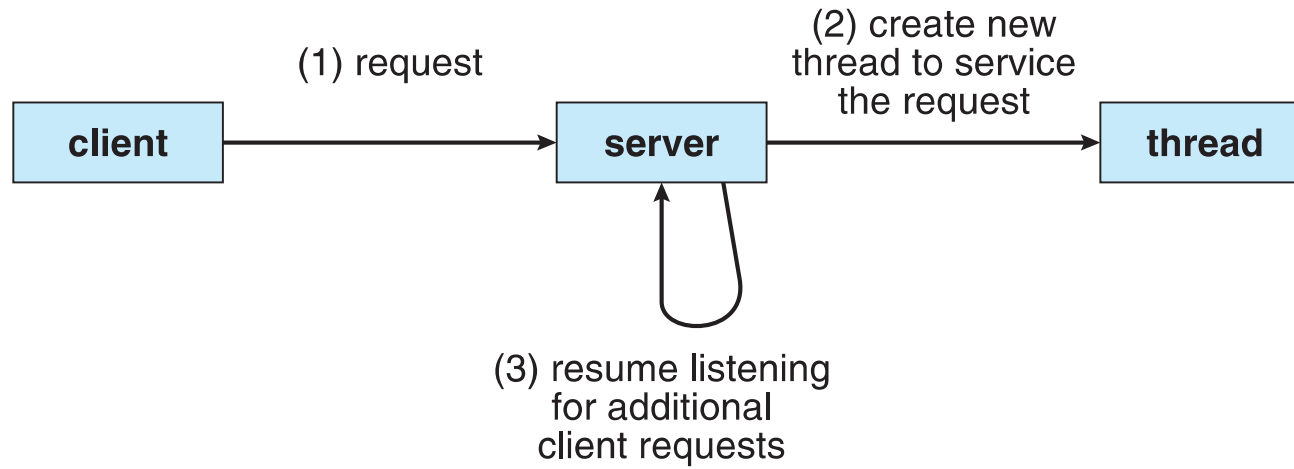 (1) request
(2) create new
thread to service
the request
client
server
thread
(3) resume listening
for additional
client requests